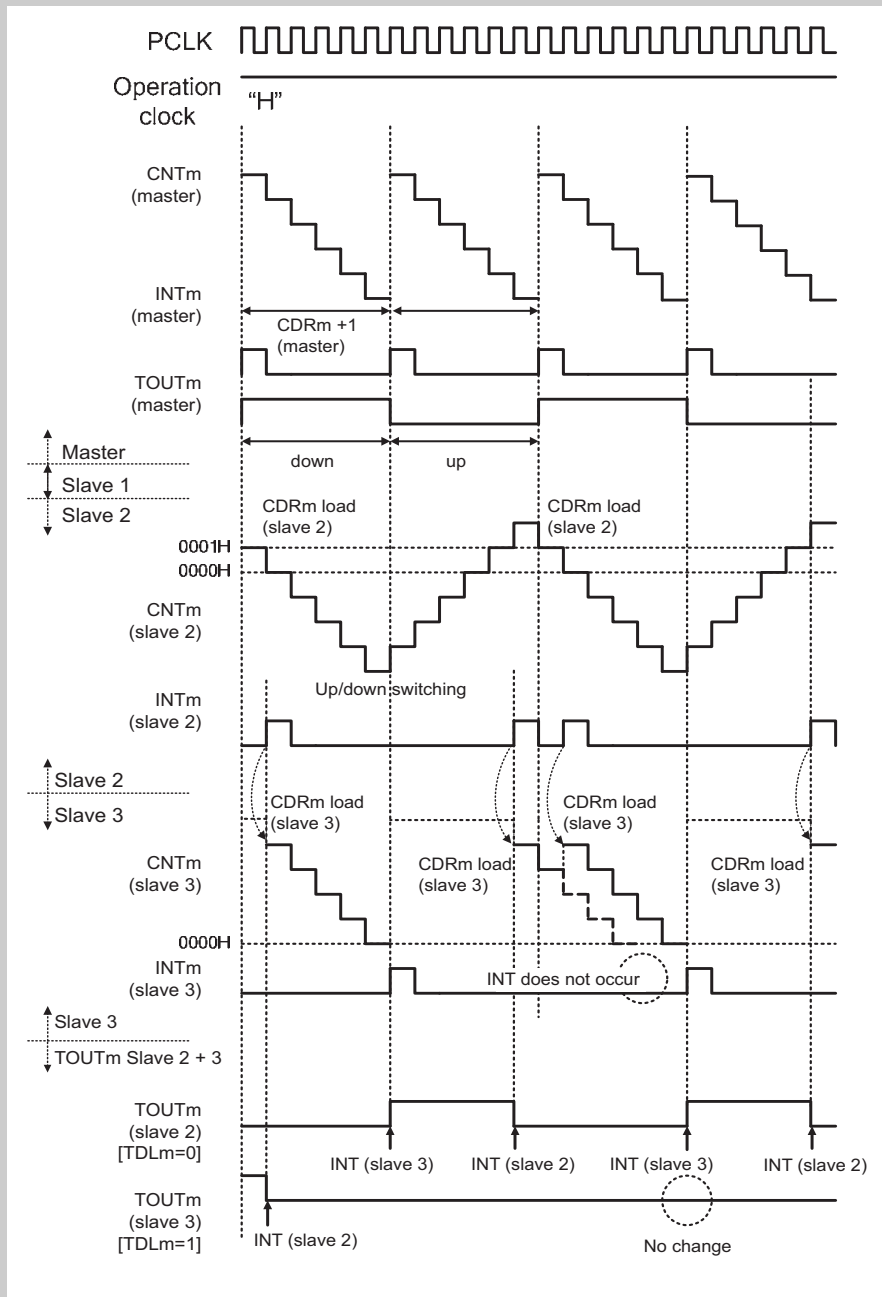 PCLK
Operation
clock
“H”
CNTm
(master)
INTm
(master)
CDRm +1
(master)
TOUTm
(master)
Master
down
up
Slave 1
Slave 2
CDRm load
(slave 2)
CDRm load
(slave 2)
0001H
0000H
CNTm
(slave 2)
Up/down switching
INTm
(slave 2)
Slave 2
Slave 3
CDRm load
(slave 3)
CDRm load
(slave 3)
CNTm
(slave 3)
CDRm load
(slave 3)
CDRm load
(slave 3)
0000H
INTm
(slave 3)
INT does not occur
Slave 3
TOUTm Slave 2 + 3
TOUTm
(slave 2)
[TDLm=0]
INT (slave 3)
INT (slave 2)
INT (slave 3)
INT (slave 2)
TOUTm
(slave 3)
[TDLm=1]
INT (slave 2)
No change